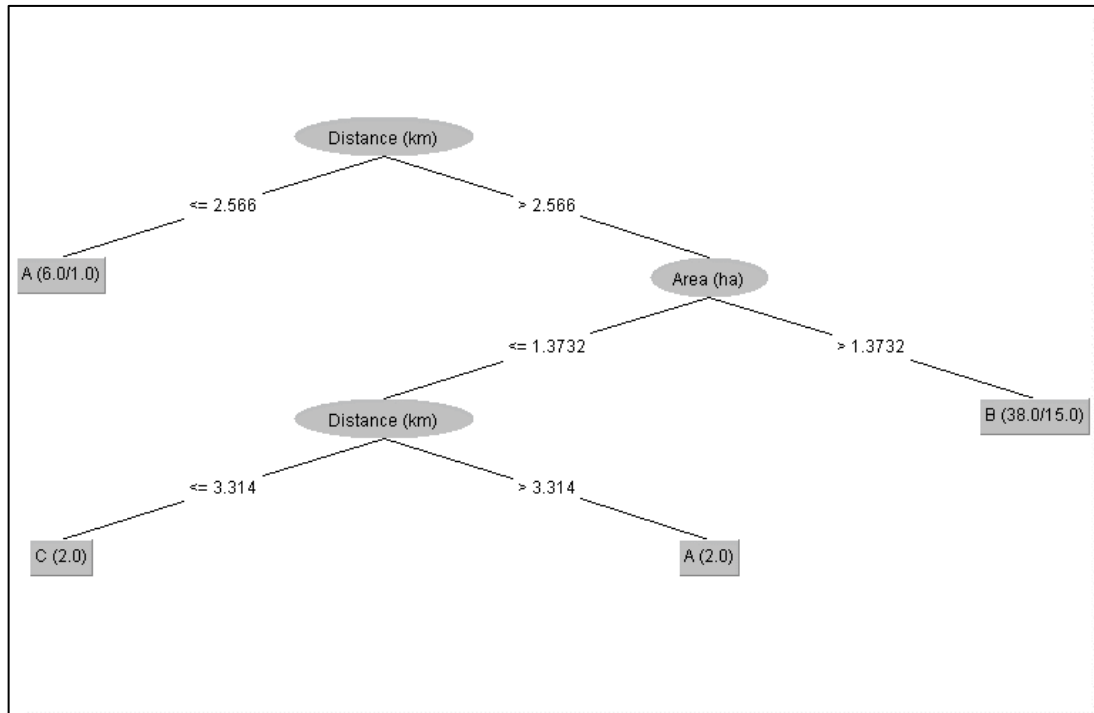 Distance (km)
<= 2.566
> 2.566
A (6.0/1.0)
Area (ha)
<= 1.3732
> 1.3732
Distance (km)
B (38.0/15.0)
<= 3.314
> 3.314
C (2.0)
A (2.0)